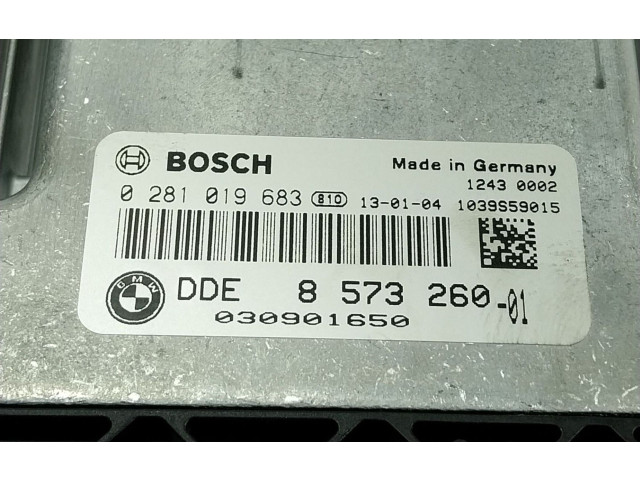 BOSCH Made in Germany
1243 0002
0 281 019 683 810 13-01-04 1039S59015
BMW DDE 8 573 260-01
030901650